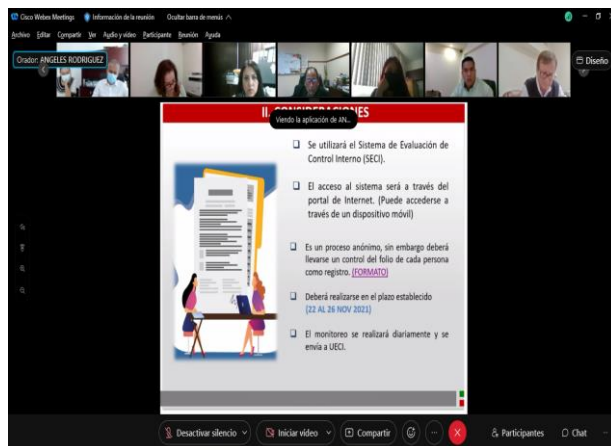 Cisco Webex Meetings Información de la reunión Ocultar barra de menús
Archivo Editar Compartir Ver Audio y video Participante Reunión Ayuda
Orador: ANGELES RODRIGUEZ
Diseño
II. CONSIDERACIONES
Viendo la aplicación de AN...
Se utilizará el Sistema de Evaluación de
Control Interno (SECI).
El acceso al sistema será a través del
portal de Internet. (Puede accederse a
través de un dispositivo móvil)
Es un proceso anónimo, sin embargo deberá
llevarse un control del folio de cada persona
como registro. (FORMATO)
Deberá realizarse en el plazo establecido
(22 AL 26 NOV 2021)
El monitoreo se realizará diariamente y se
envía a UECI.
Desactivar silencio Iniciar video Compartir Participantes Chat